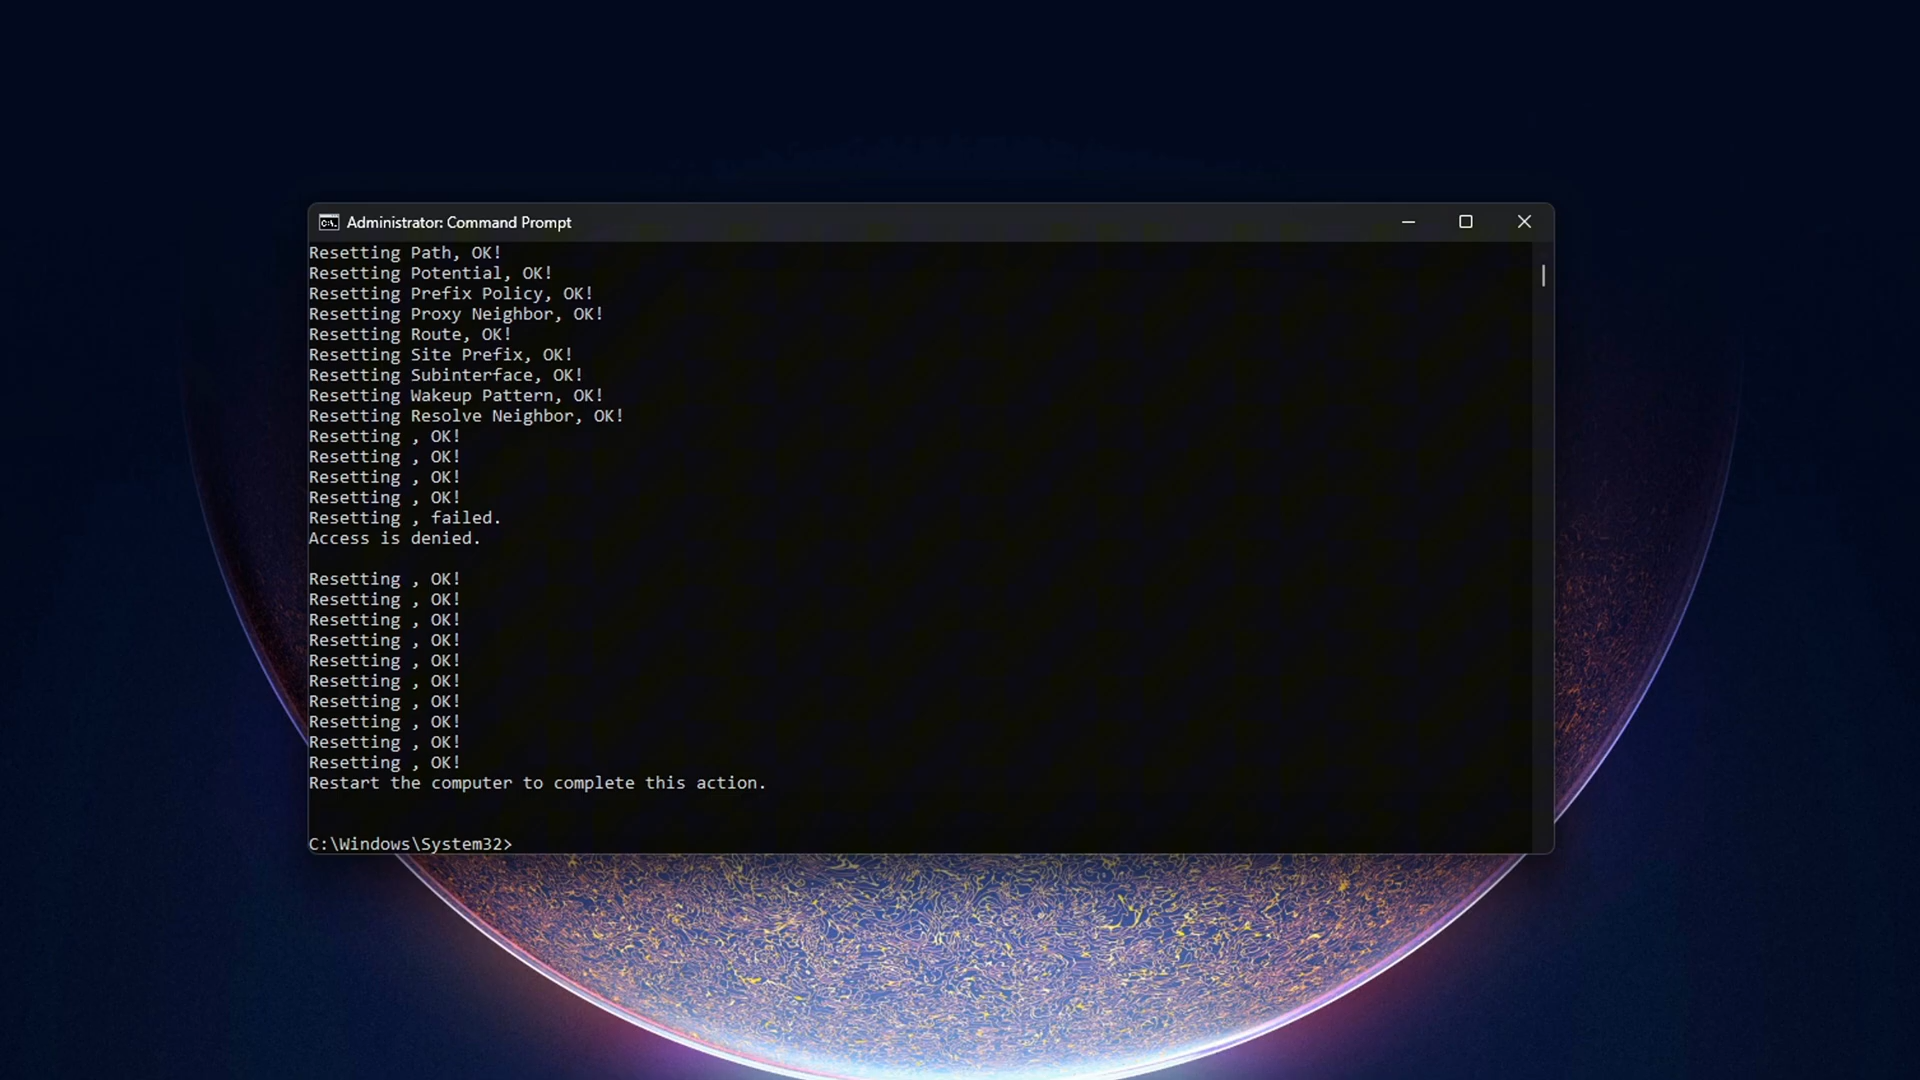 Administrator: Command Prompt
Resetting Path, OK!
Resetting Potential, OK!
Resetting Prefix Policy, OK!
Resetting Proxy Neighbor, OK!
Resetting Route, OK!
Resetting Site Prefix, OK!
Resetting Subinterface, OK!
Resetting Wakeup Pattern, OK!
Resetting Resolve Neighbor, OK!
Resetting , OK!
Resetting , OK!
Resetting , OK!
Resetting , OK!
Resetting , failed.
Access is denied.
Resetting , OK!
Resetting , OK!
Resetting , OK!
Resetting , OK!
Resetting , OK!
Resetting , OK!
Resetting , OK!
Resetting , OK!
Resetting , OK!
Resetting , OK!
Restart the computer to complete this action.
C:\Windows\System32>